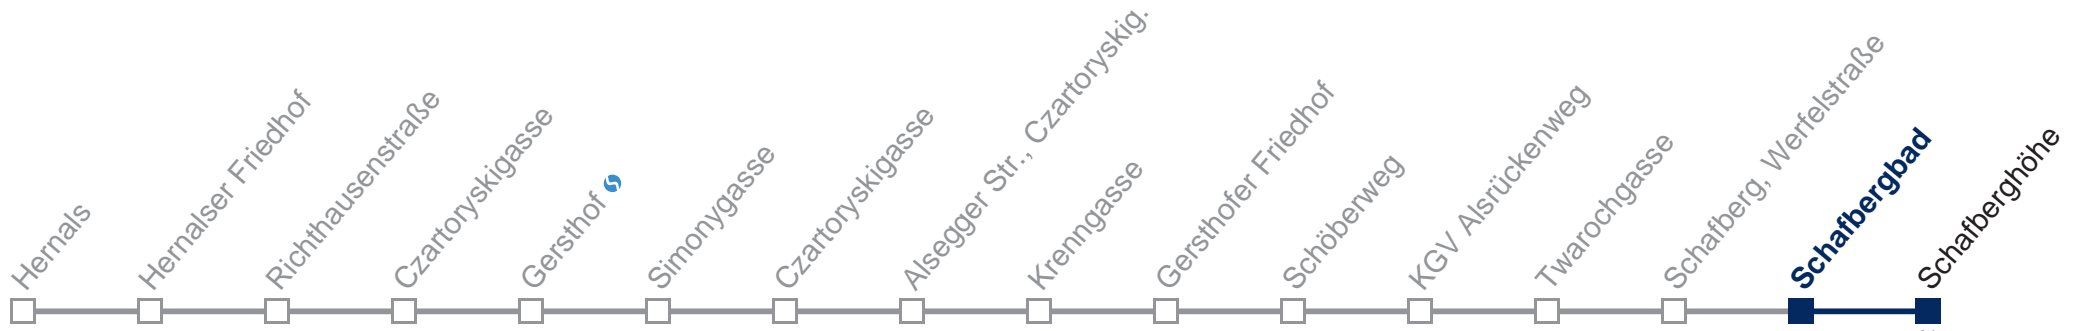 Hernals
Hernalser Friedhof
Richthausenstraße
Czartoryskigasse
Gersthof
Simonygasse
Czartoryskigasse
Alsegger Str., Czartoryskig.
Krenngasse
Gersthofer Friedhof
Schöberweg
KGV Alsrückenweg
Twarochgasse
Schafberg, Werfelstraße
Schafbergbad
Schafberghöhe